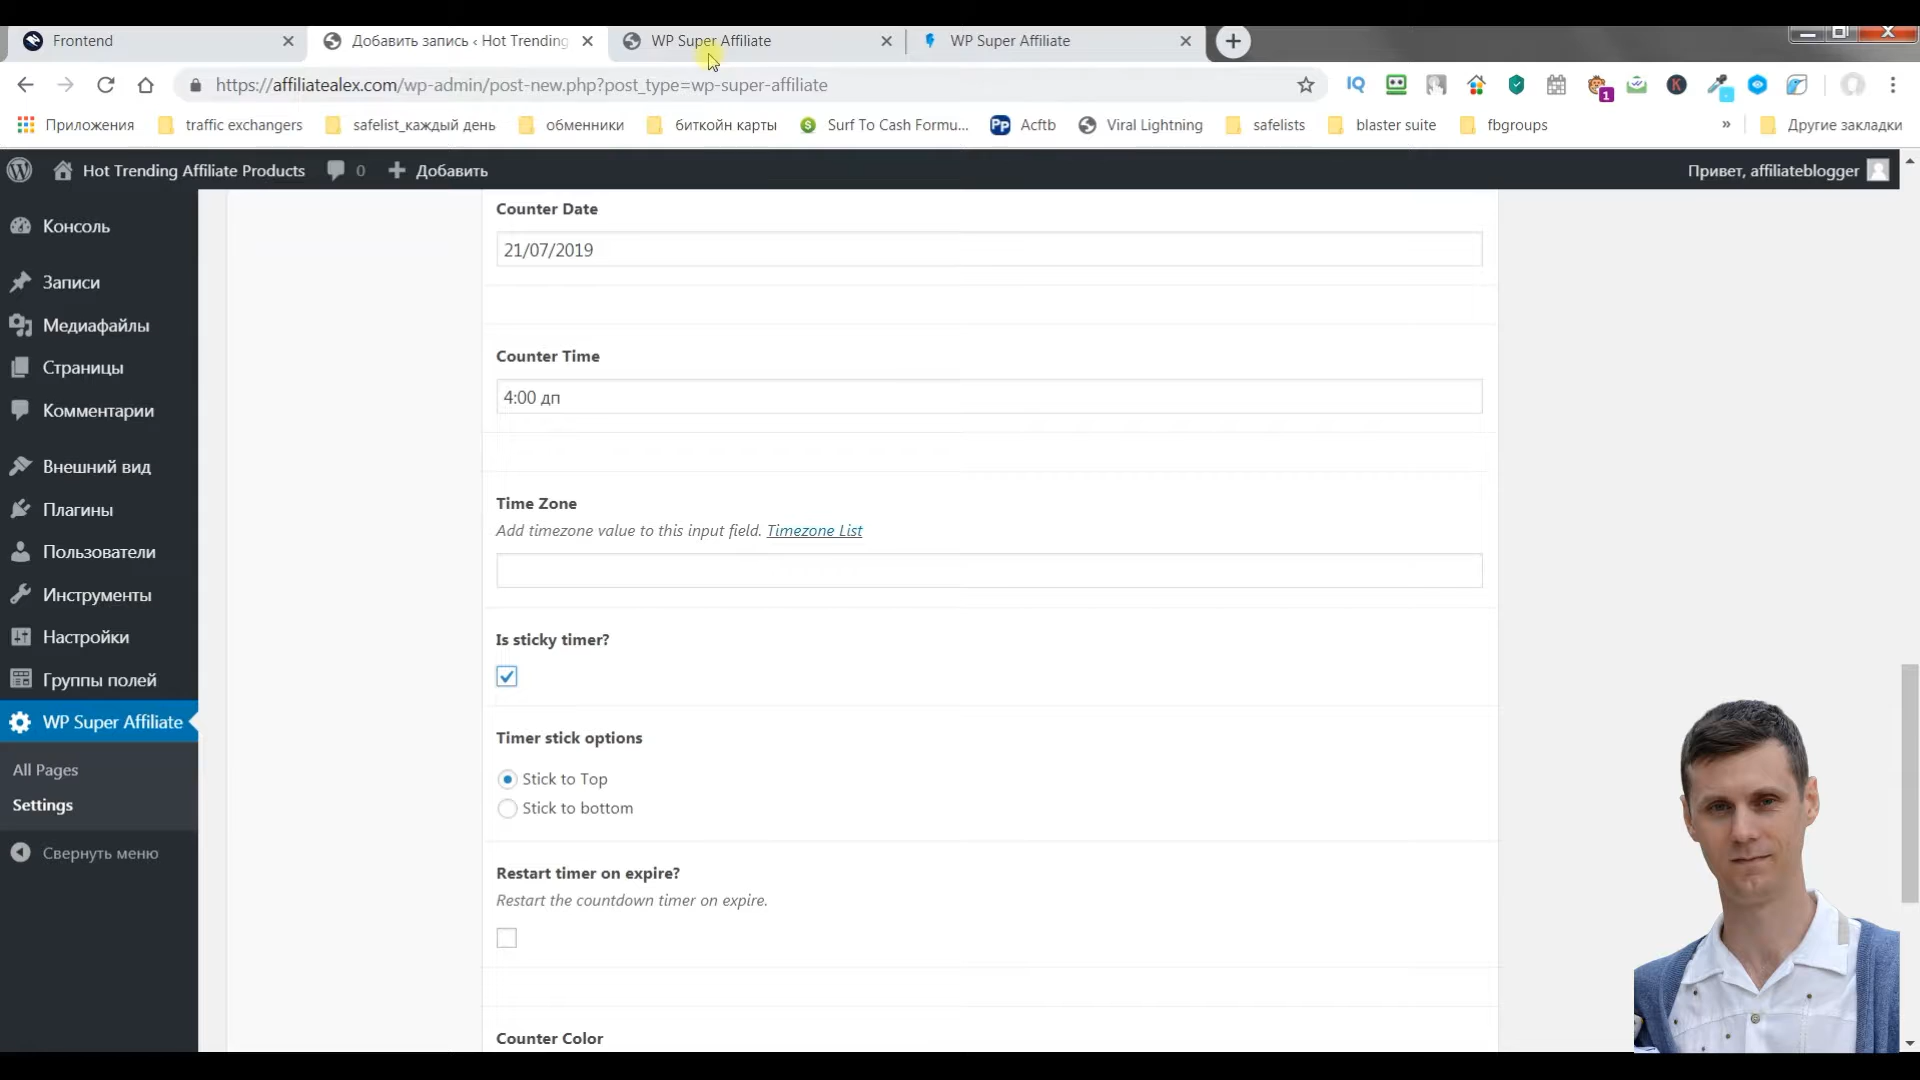 Frontend
Добавить запись ‹ Hot Trending
WP Super Affiliate
WP Super Affiliate
https://affiliatealex.com/wp-admin/post-new.php?post_type=wp-super-affiliate
1
Приложения
traffic exchangers
safelist_каждый день
обменники
биткойн карты
Surf To Cash Formu...
Acftb
Viral Lightning
safelists
blaster suite
fbgroups
»
Другие закладки
Hot Trending Affiliate Products
0
Добавить
Привет, affiliateblogger
Консоль
Записи
Медиафайлы
Страницы
Комментарии
Внешний вид
Плагины
Пользователи
Инструменты
Настройки
Группы полей
WP Super Affiliate
All Pages
Settings
Свернуть меню
Counter Date
21/07/2019
Counter Time
4:00 дп
Time Zone
Add timezone value to this input field. Timezone List
Is sticky timer?
Timer stick options
Stick to Top
Stick to bottom
Restart timer on expire?
Restart the countdown timer on expire.
Counter Color